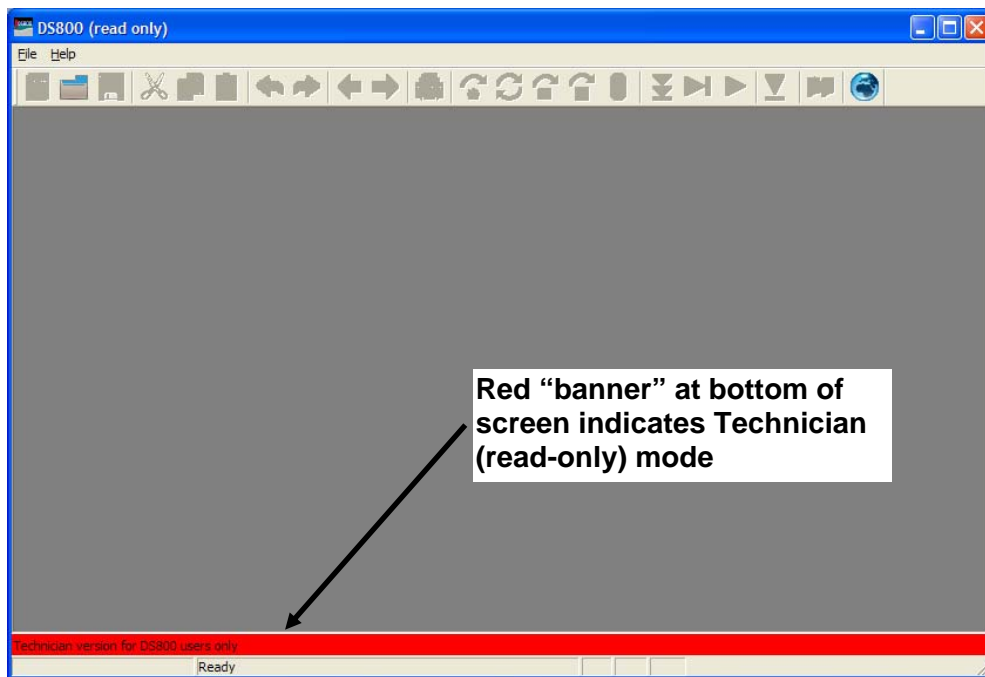 DS800 (read only)
File Help
Red “banner” at bottom of
screen indicates Technician
(read-only) mode
Technician version for DS800 users only
Ready